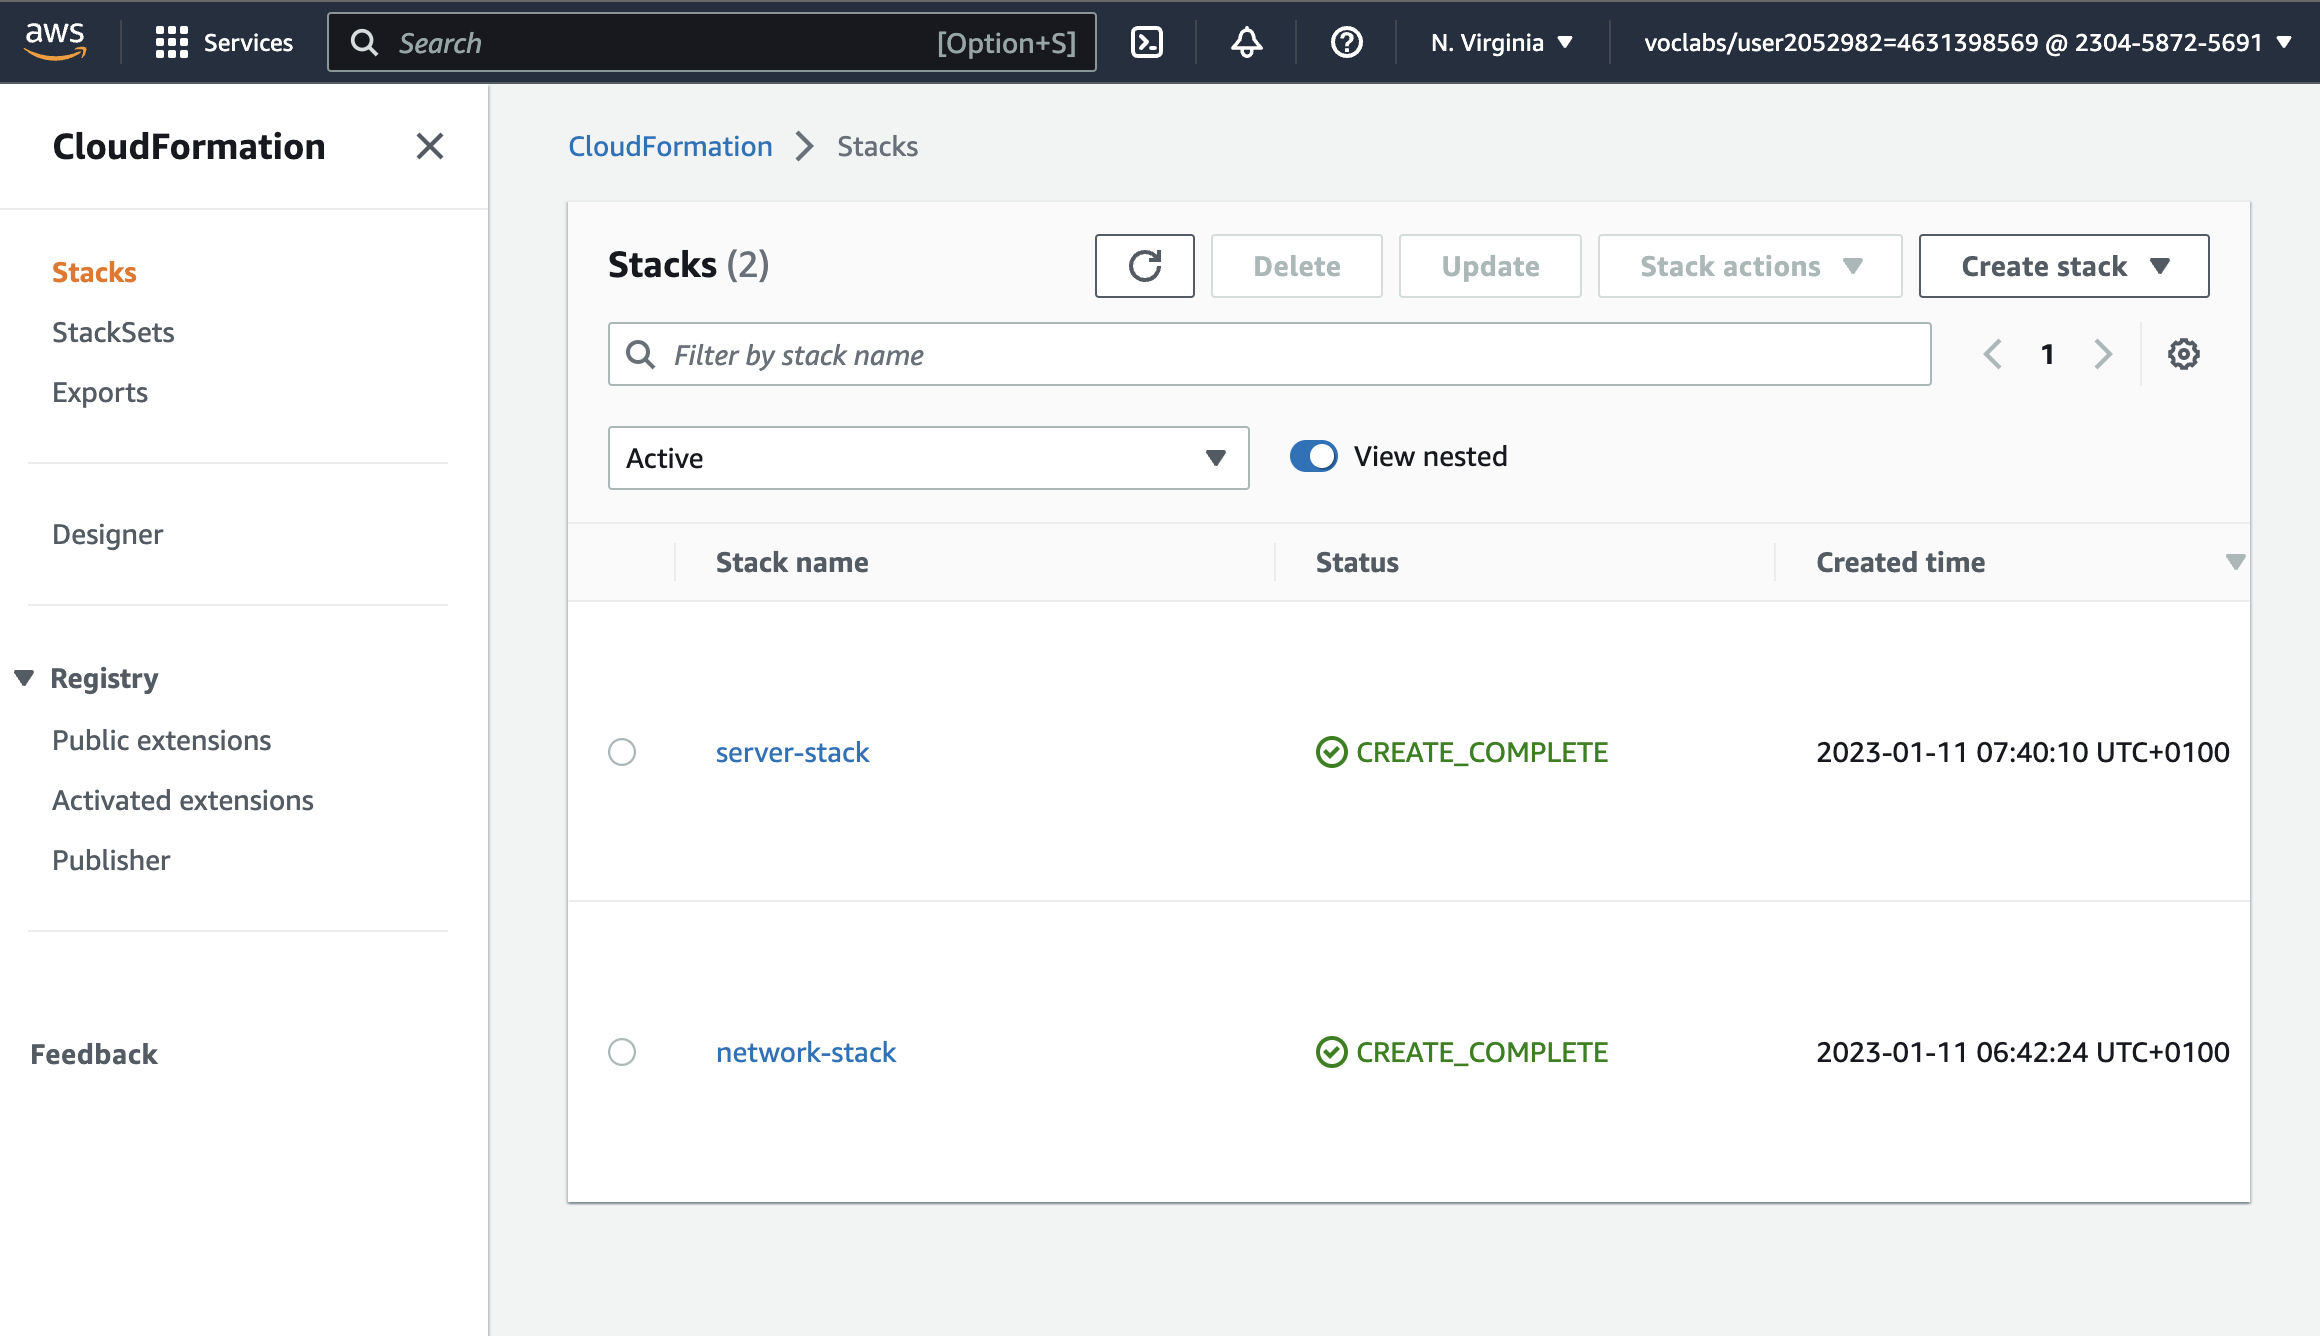 aws Services Search [Option+S] N. Virginia voclabs/user2052982=4631398569 @ 2304-5872-5691
CloudFormation
Stacks
StackSets
Exports
Designer
Registry
Public extensions
Activated extensions
Publisher
Feedback
CloudFormation Stacks
Stacks (2) Delete Update Stack actions Create stack
Filter by stack name 1
Active View nested
Stack name Status Created time
server-stack CREATE_COMPLETE 2023-01-11 07:40:10 UTC+0100
network-stack CREATE_COMPLETE 2023-01-11 06:42:24 UTC+0100